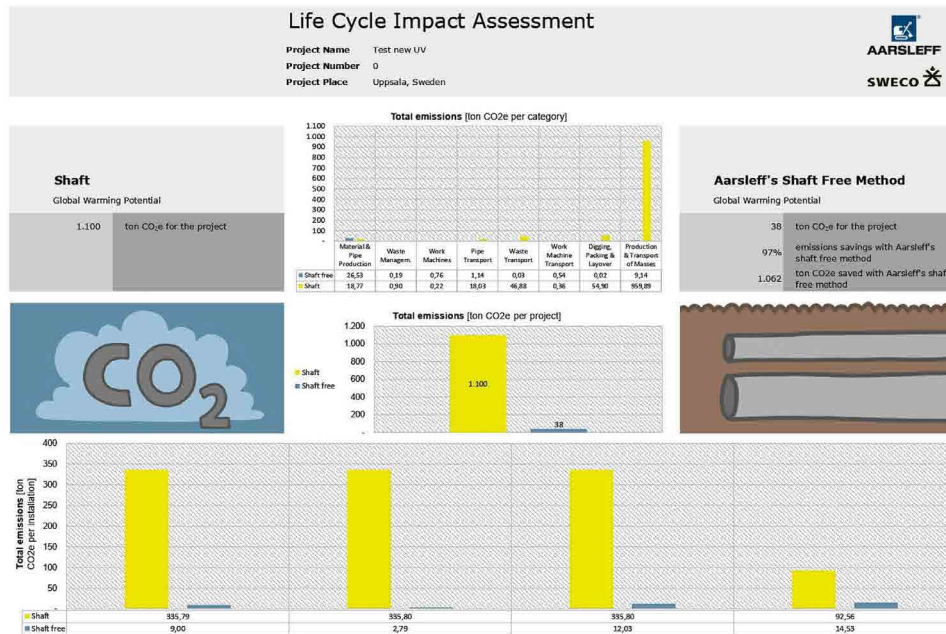 Life Cycle Impact Assessment
Project Name Test new UV
Project Number 0
Project Place Uppsala, Sweden
AARSLEFF
SWECO
Shaft
Global Warming Potential
1.100 ton CO₂e for the project
Total emissions [ton CO2e per category]
1.100
1.000
900
800
700
600
500
400
300
200
100
-
Material & Pipe Production
Waste Managem.
Work Machines
Pipe Transport
Waste Transport
Work Machine Transport
Digging, Packing & Layover
Production & Transport of Masses
Shaft free 26,53 0,19 0,76 1,14 0,03 0,54 0,02 9,14
Shaft 18,77 0,90 0,22 18,03 46,88 0,36 54,90 959,89
Aarsleff's Shaft Free Method
Global Warming Potential
38 ton CO₂e for the project
97% emissions savings with Aarsleff's
shaft free method
1.062 ton CO2e saved with Aarsleff's shaf
free method
CO2
Total emissions [ton CO2e per project]
1.200
1.000
800
600
400
200
-
Shaft
Shaft free
1.100
38
Total emissions [ton
CO2e per installation]
400
350
300
250
200
150
100
50
-
Shaft 335,79 335,80 335,80 92,56
Shaft free 9,00 2,79 12,03 14,53